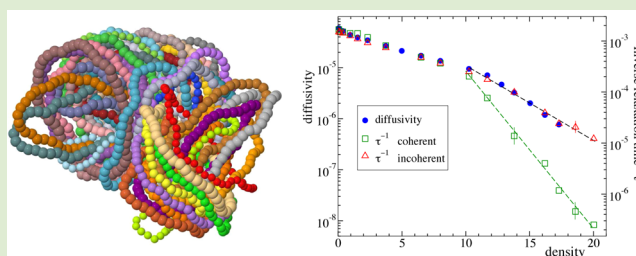 diffusivity
10⁻⁵
10⁻⁶
10⁻⁷
10⁻⁸
diffusivity
τ⁻¹ coherent
τ⁻¹ incoherent
0 5 10 15 20
density
10⁻³
10⁻⁴
10⁻⁵
10⁻⁶